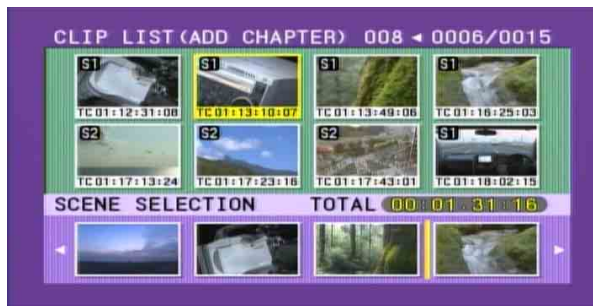 CLIP LIST(ADD CHAPTER) 008 ◄ 0006/0015
S1 S1 S1 S1
TC 01:12:31:08 TC 01:13:10:07 TC 01:13:49:06 TC 01:16:25:03
S2 S2 S2 S1
TC 01:17:13:24 TC 01:17:23:16 TC 01:17:43:01 TC 01:18:02:15
SCENE SELECTION TOTAL 00:01:31:16